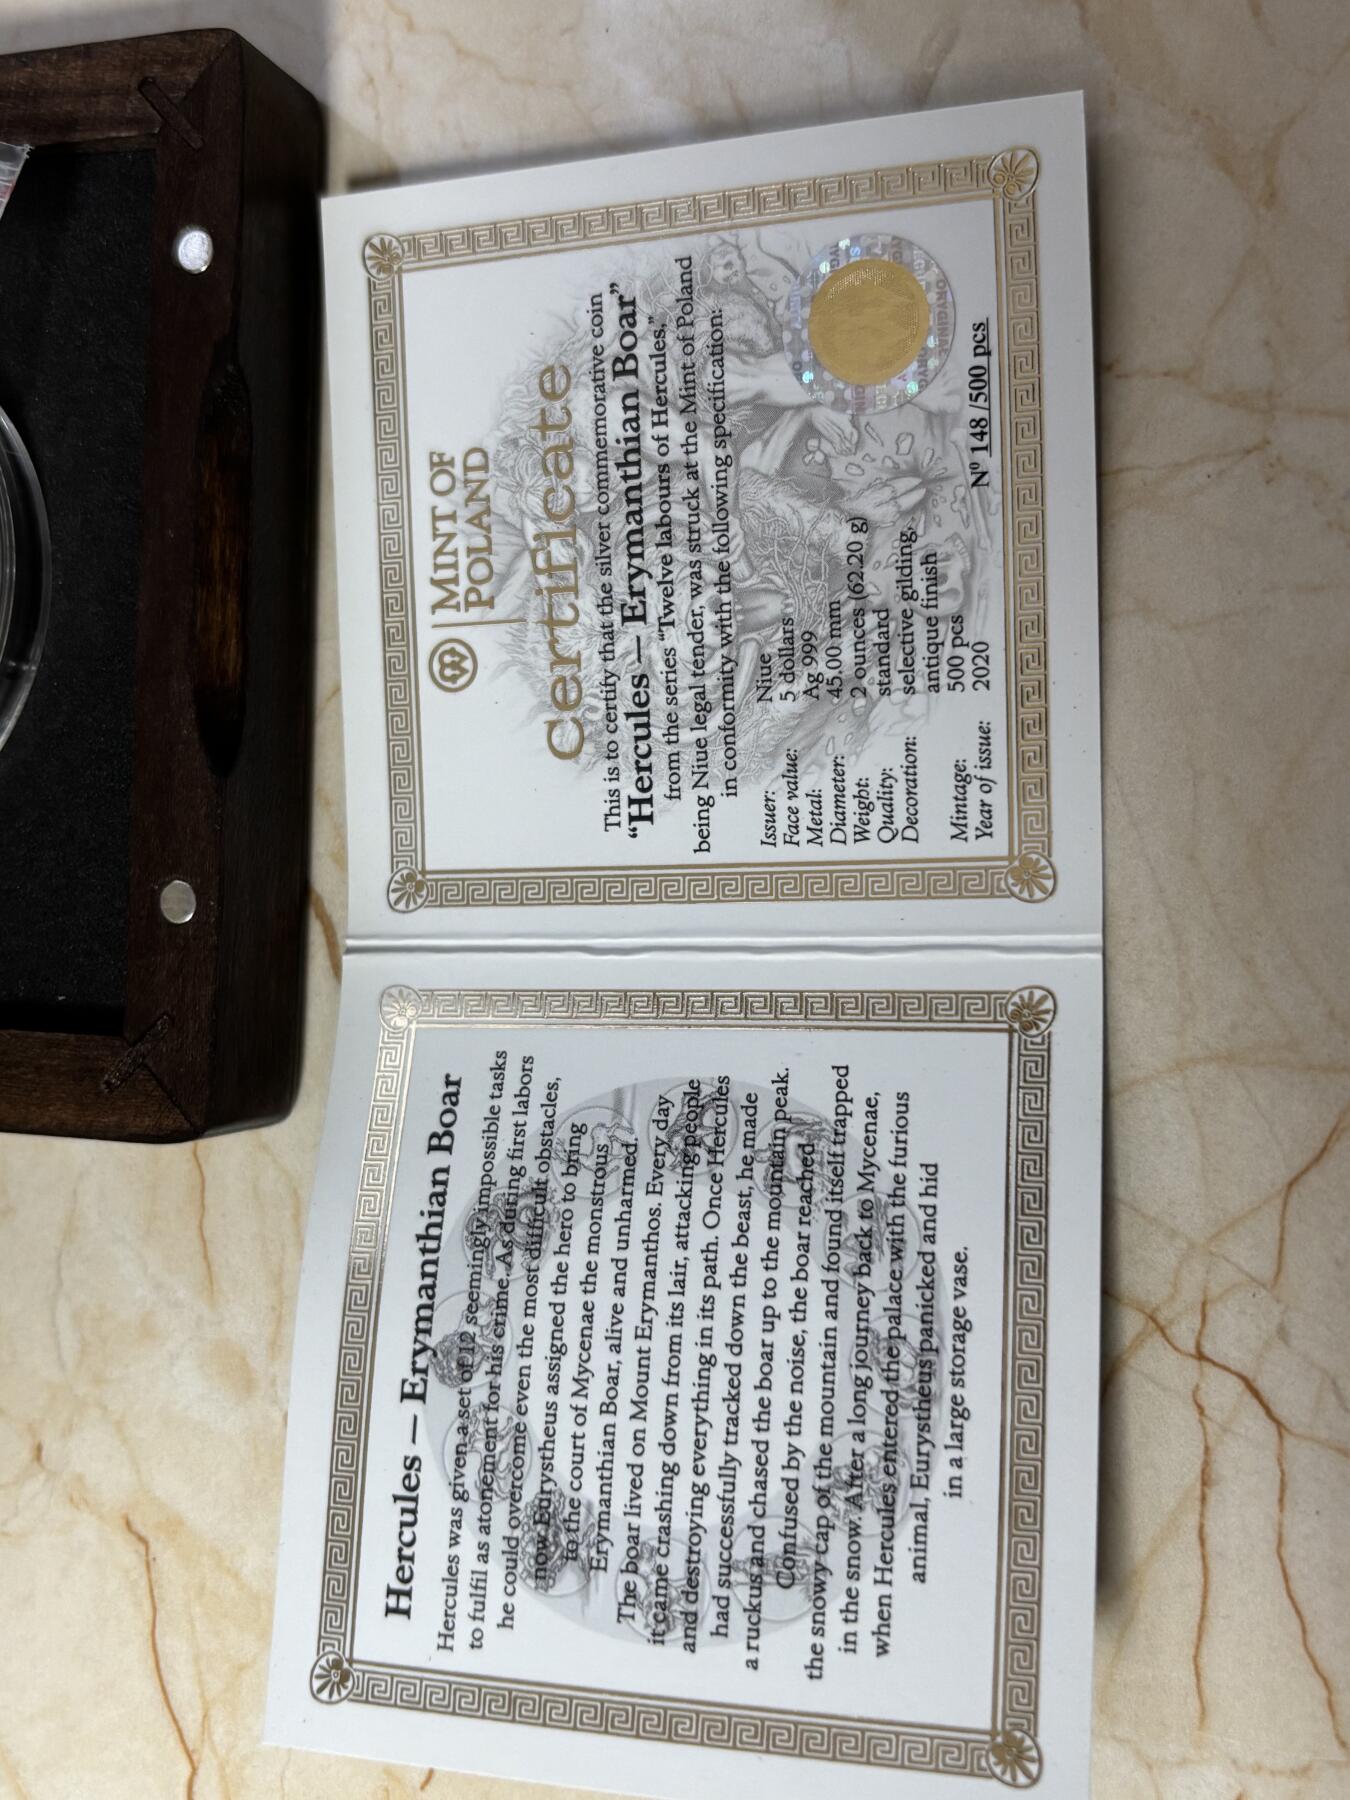 Hercules — Erymanthian Boar
Hercules was given a set of 12 seemingly impossible tasks
to fulfil as atonement for his crime. As during first labors
he could overcome even the most difficult obstacles,
now Eurystheus assigned the hero to bring
to the court of Mycenae the monstrous
Erymanthian Boar, alive and unharmed.
The boar lived on Mount Erymanthos. Every day
it came crashing down from its lair, attacking people
and destroying everything in its path. Once Hercules
had successfully tracked down the beast, he made
a ruckus and chased the boar up to the mountain peak.
Confused by the noise, the boar reached
the snowy cap of the mountain and found itself trapped
in the snow. After a long journey back to Mycenae,
when Hercules entered the palace with the furious
animal, Eurystheus panicked and hid
in a large storage vase.
MINT OF
POLAND
Certificate
This is to certify that the silver commemorative coin
“Hercules — Erymanthian Boar”
from the series “Twelve labours of Hercules,”
being Niue legal tender, was struck at the Mint of Poland
in conformity with the following specification:
Issuer: Niue
Face value: 5 dollars
Metal: Ag 999
Diameter: 45,00 mm
Weight: 2 ounces (62.20 g)
Quality: standard
Decoration: selective gilding,
antique finish
Mintage: 500 pcs
Year of issue: 2020
Nº 148 /500 pcs